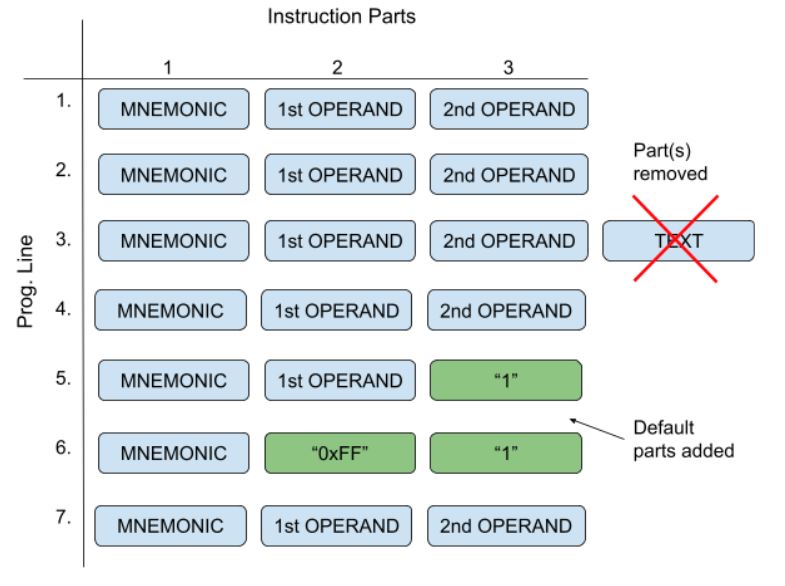 Instruction Parts
1 2 3
1. MNEMONIC 1st OPERAND 2nd OPERAND
2. MNEMONIC 1st OPERAND 2nd OPERAND
Part(s)
removed
3. MNEMONIC 1st OPERAND 2nd OPERAND TEXT
Prog. Line
4. MNEMONIC 1st OPERAND 2nd OPERAND
5. MNEMONIC 1st OPERAND “1”
6. MNEMONIC “0xFF” “1”
Default
parts added
7. MNEMONIC 1st OPERAND 2nd OPERAND